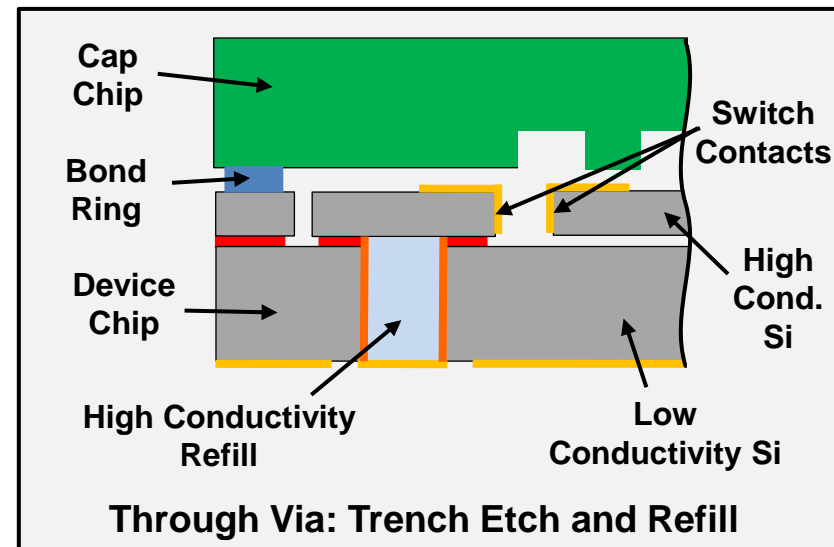 Cap
Chip
Switch
Contacts
Bond
Ring
Device
Chip
High
Cond.
Si
High Conductivity
Refill
Low
Conductivity Si
Through Via: Trench Etch and Refill